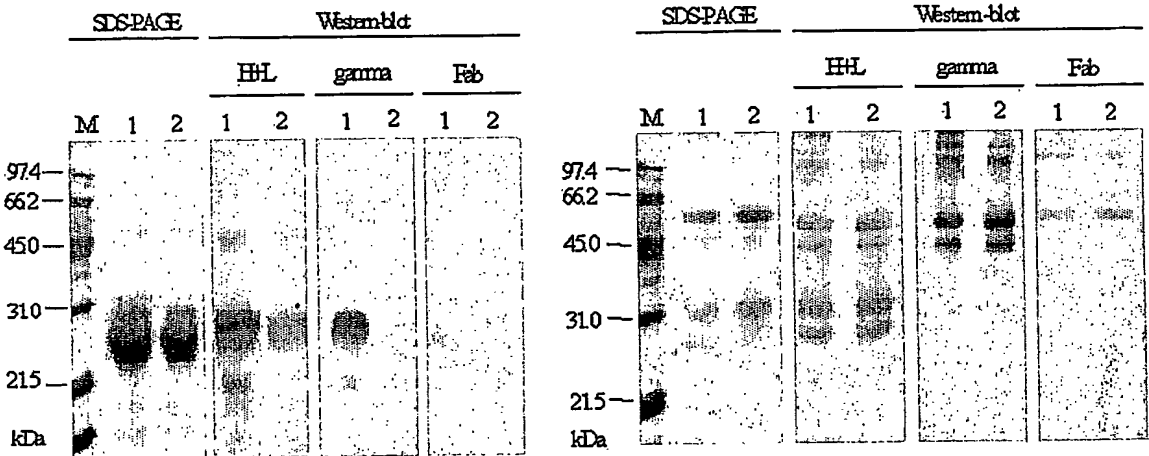 SDS-PAGE Western-blot
H+L gamma Fab
M 1 2 1 2 1 2 1 2
97.4
66.2
45.0
31.0
21.5
kDa
SDS-PAGE Western-blot
H+L gamma Fab
M 1 2 1 2 1 2 1 2
97.4
66.2
45.0
31.0
21.5
kDa